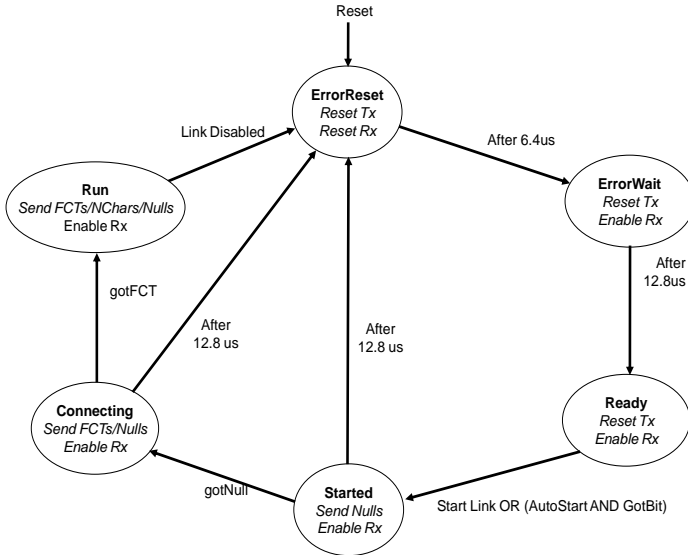 Reset
ErrorReset
Reset Tx
Reset Rx
Link Disabled
After 6.4us
Run
Send FCTs/NChars/Nulls
Enable Rx
ErrorWait
Reset Tx
Enable Rx
gotFCT
After
12.8 us
After
12.8 us
After
12.8us
Connecting
Send FCTs/Nulls
Enable Rx
Ready
Reset Tx
Enable Rx
gotNull
Started
Send Nulls
Enable Rx
Start Link OR (AutoStart AND GotBit)